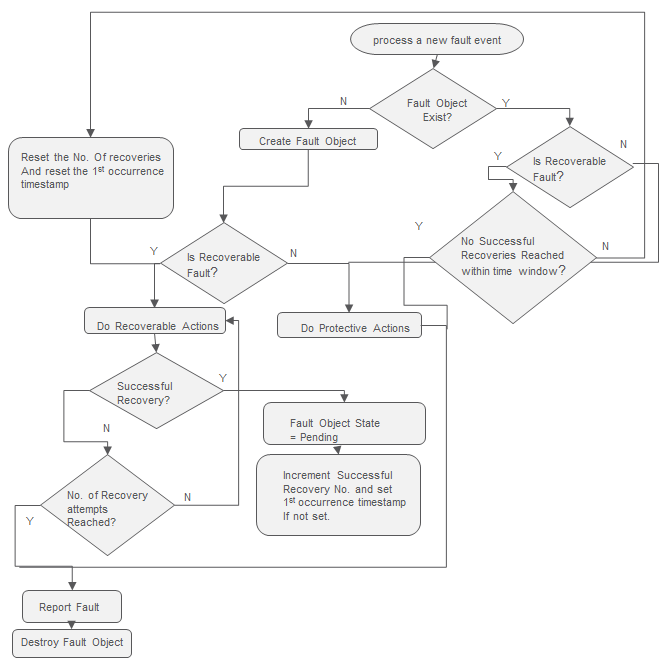 process a new fault event
Fault Object
Exist?
N
Y
Create Fault Object
Reset the No. Of recoveries
And reset the 1st occurrence
timestamp
Y
Is Recoverable
Fault?
N
Y
Is Recoverable
Fault?
N
Y
No Successful
Recoveries Reached
within time window?
N
Do Recoverable Actions
Do Protective Actions
Successful
Recovery?
Y
N
Fault Object State
= Pending
Increment Successful
Recovery No. and set
1st occurrence timestamp
If not set.
No. of Recovery
attempts
Reached?
N
Y
Report Fault
Destroy Fault Object